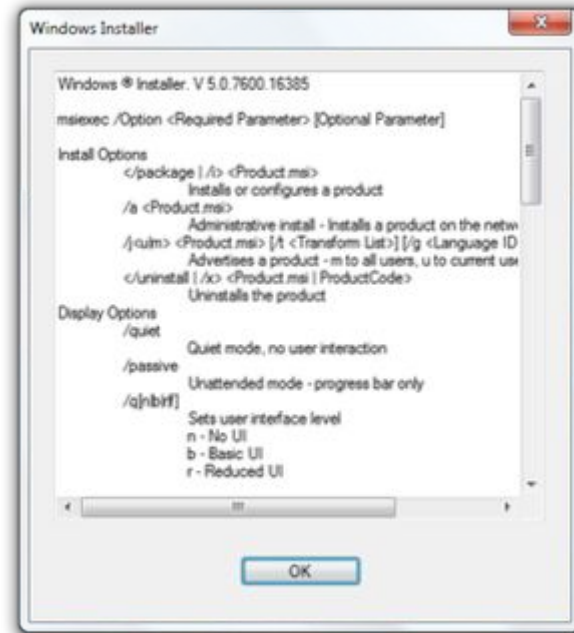 Windows Installer
Windows ® Installer. V 5.0.7600.16385
msiexec /Option <Required Parameter> [Optional Parameter]
Install Options
</package | /i> <Product.msi>
Installs or configures a product
/a <Product.msi>
Administrative install - Installs a product on the netw
/j<u|m> <Product.msi> [/t <Transform List>] [/g <Language ID
Advertises a product - m to all users, u to current use
</uninstall | /x> <Product.msi | ProductCode>
Uninstalls the product
Display Options
/quiet
Quiet mode, no user interaction
/passive
Unattended mode - progress bar only
/q[n|b|r|f]
Sets user interface level
n - No UI
b - Basic UI
r - Reduced UI
OK